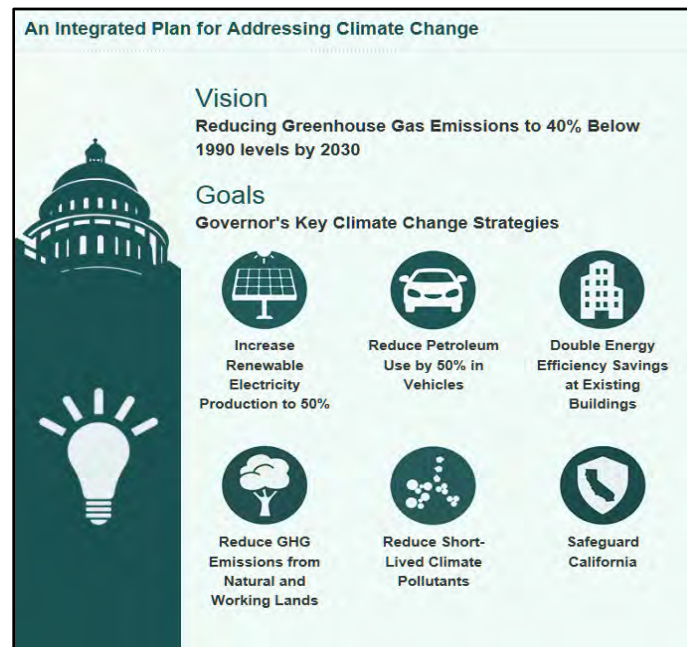 An Integrated Plan for Addressing Climate Change
Vision
Reducing Greenhouse Gas Emissions to 40% Below
1990 levels by 2030
Goals
Governor's Key Climate Change Strategies
Increase
Renewable
Electricity
Production to 50%
Reduce Petroleum
Use by 50% in
Vehicles
Double Energy
Efficiency Savings
at Existing
Buildings
Reduce GHG
Emissions from
Natural and
Working Lands
Reduce Short-
Lived Climate
Pollutants
Safeguard
California